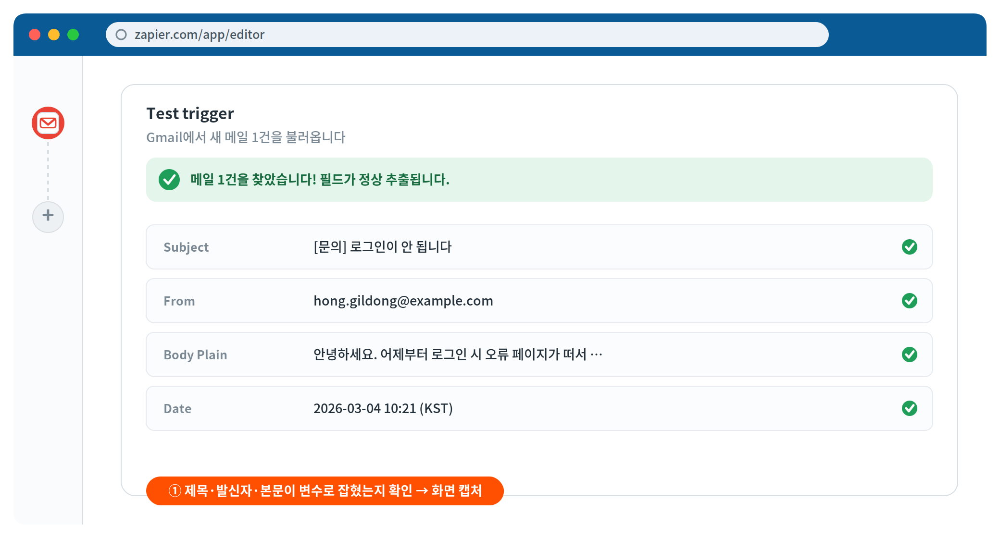 zapier.com/app/editor
Test trigger
Gmail에서 새 메일 1건을 불러옵니다
메일 1건을 찾았습니다! 필드가 정상 추출됩니다.
Subject [문의] 로그인이 안 됩니다
From hong.gildong@example.com
Body Plain 안녕하세요. 어제부터 로그인 시 오류 페이지가 떠서 …
Date 2026-03-04 10:21 (KST)
① 제목·발신자·본문이 변수로 잡혔는지 확인 → 화면 캡처